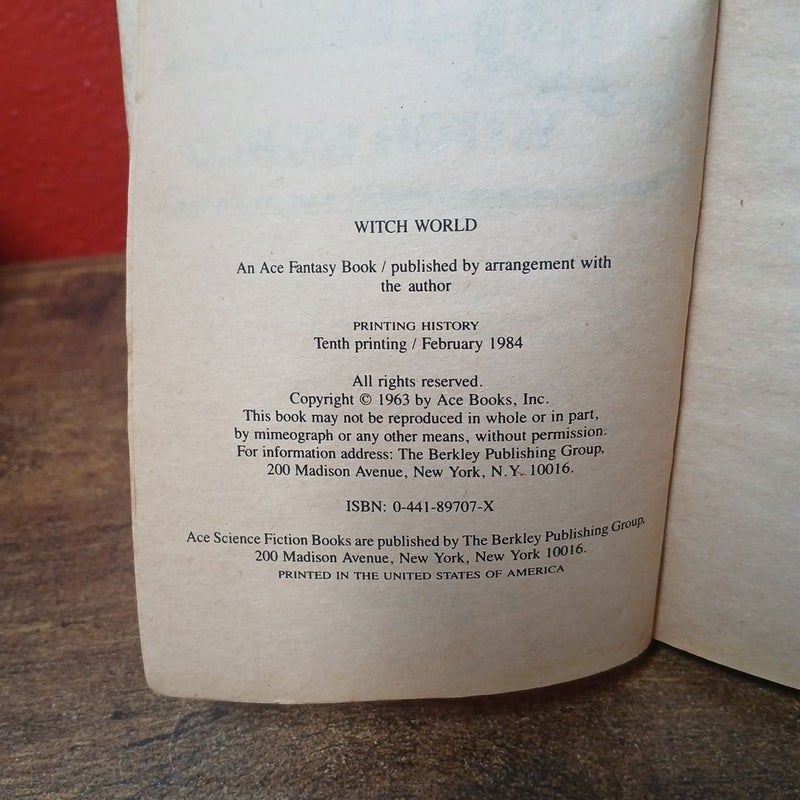 WITCH WORLD
An Ace Fantasy Book / published by arrangement with
the author
PRINTING HISTORY
Tenth printing / February 1984
All rights reserved.
Copyright © 1963 by Ace Books, Inc.
This book may not be reproduced in whole or in part,
by mimeograph or any other means, without permission.
For information address: The Berkley Publishing Group,
200 Madison Avenue, New York, N.Y. 10016.
ISBN: 0-441-89707-X
Ace Science Fiction Books are published by The Berkley Publishing Group,
200 Madison Avenue, New York, New York 10016.
PRINTED IN THE UNITED STATES OF AMERICA